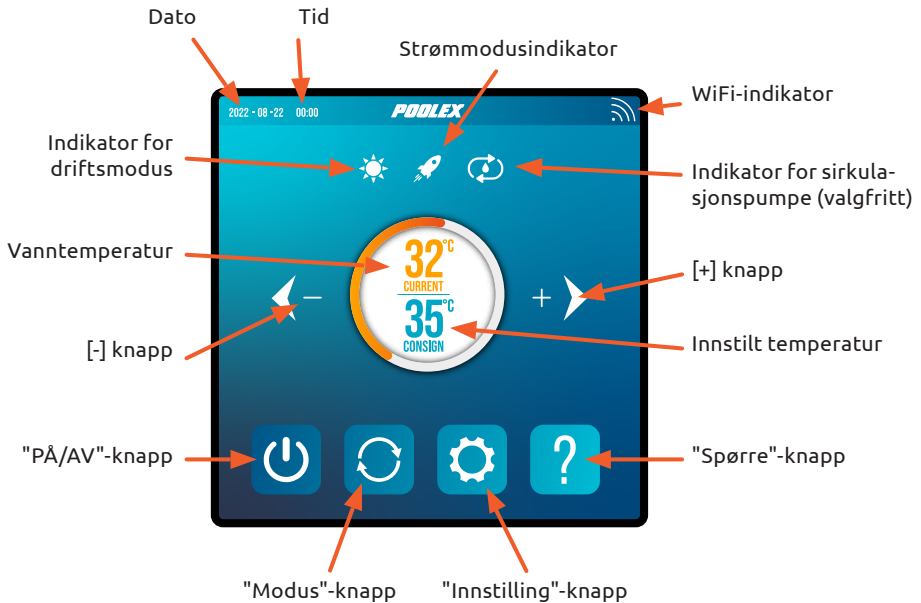 Dato
Tid
Strømmodusindikator
WiFi-indikator
2022 - 08 -22 00:00
POOLEX
Indikator for
driftsmodus
Indikator for sirkula-
sjonspumpe (valgfritt)
Vanntemperatur
32°C
CURRENT
35°C
CONSIGN
[+] knapp
[-] knapp
Innstilt temperatur
"PÅ/AV"-knapp
"Spørre"-knapp
"Modus"-knapp
"Innstilling"-knapp